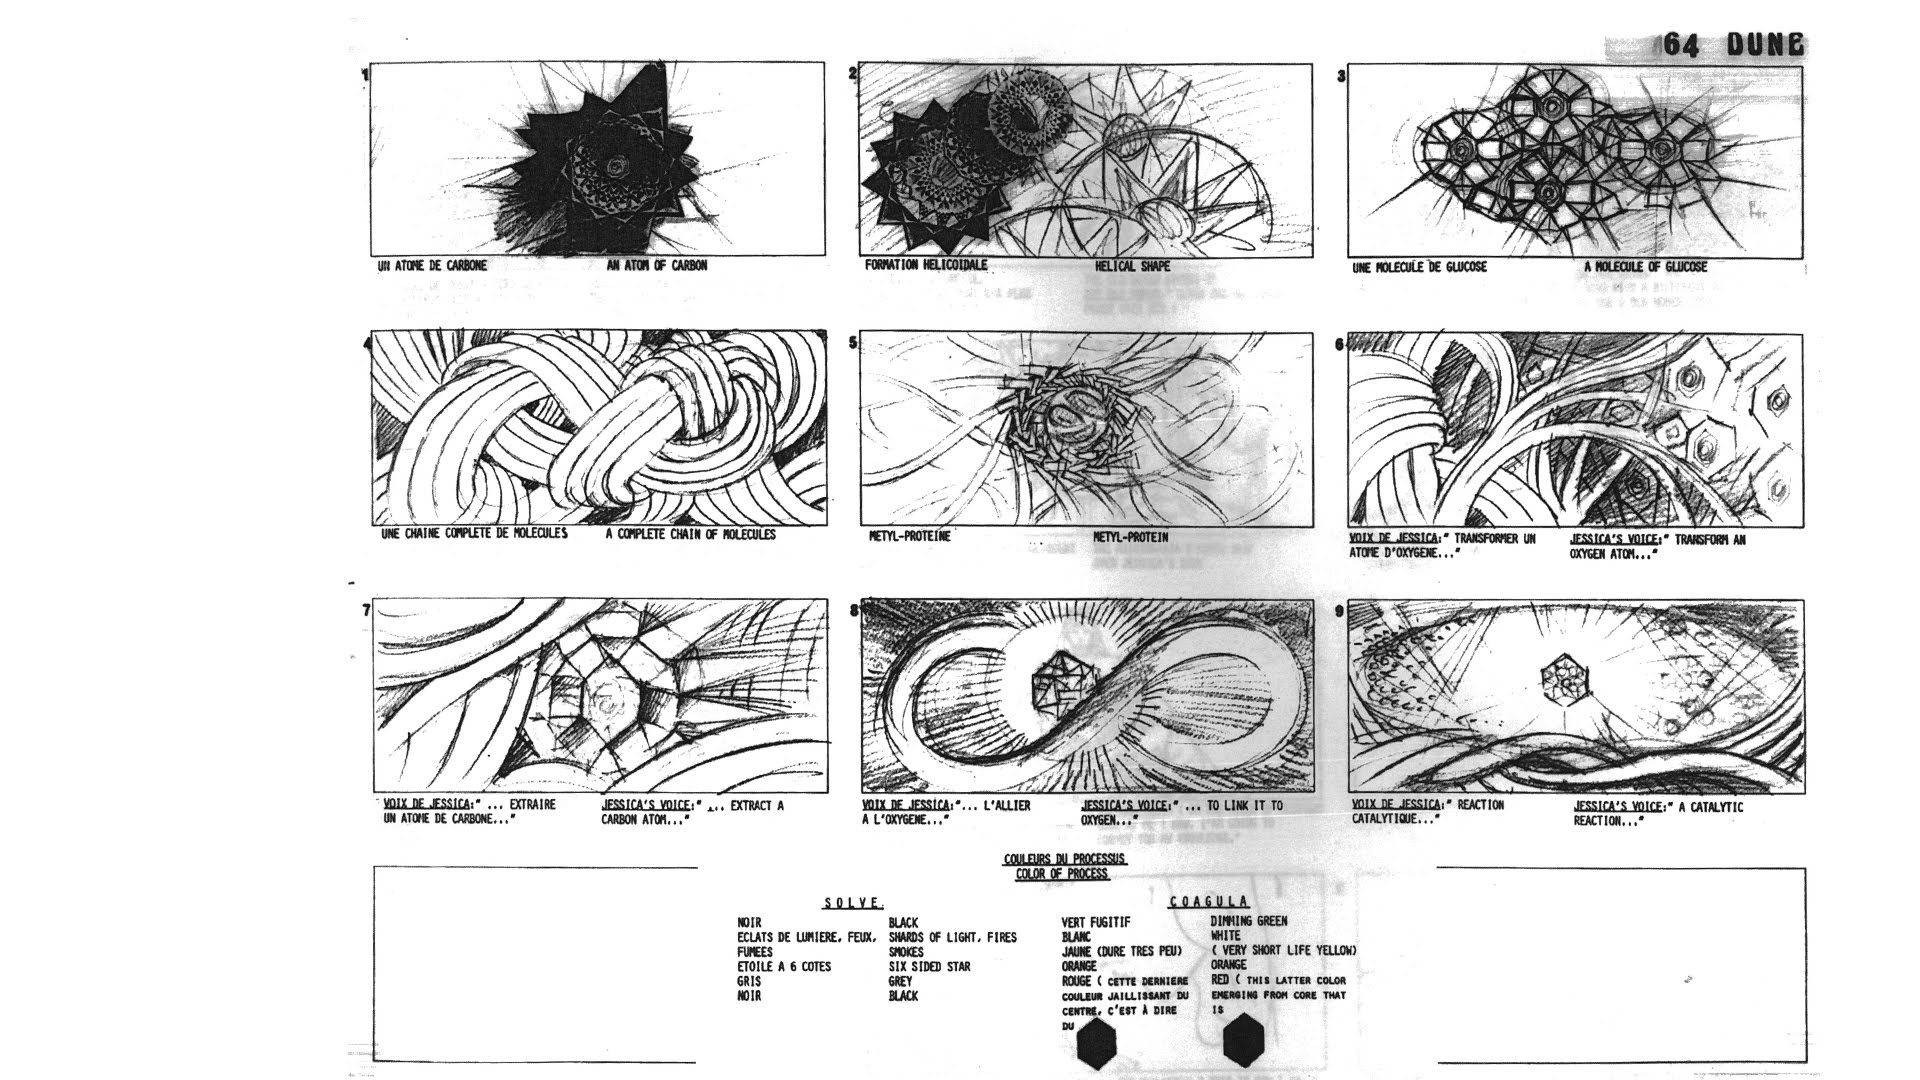 64 DUNE
1
2
3
UN ATOME DE CARBONE
AN ATOM OF CARBON
FORMATION HELICOIDALE
HELICAL SHAPE
UNE MOLECULE DE GLUCOSE
A MOLECULE OF GLUCOSE
4
5
6
UNE CHAINE COMPLETE DE MOLECULES
A COMPLETE CHAIN OF MOLECULES
METYL-PROTEINE
METYL-PROTEIN
VOIX DE JESSICA:" TRANSFORMER UN
ATOME D'OXYGENE..."
JESSICA'S VOICE:" TRANSFORM AN
OXYGEN ATOM..."
7
8
9
VOIX DE JESSICA:" ... EXTRAIRE
UN ATOME DE CARBONE..."
JESSICA'S VOICE:" ... EXTRACT A
CARBON ATOM..."
VOIX DE JESSICA:"... L'ALLIER
A L'OXYGENE..."
JESSICA'S VOICE:" ... TO LINK IT TO
OXYGEN..."
VOIX DE JESSICA:" REACTION
CATALYTIQUE..."
JESSICA'S VOICE:" A CATALYTIC
REACTION..."
COULEURS DU PROCESSUS
COLOR OF PROCESS
SOLVE
NOIR
ECLATS DE LUMIERE, FEUX,
FUMEES
ETOILE A 6 COTES
GRIS
NOIR
BLACK
SHARDS OF LIGHT, FIRES
SMOKES
SIX SIDED STAR
GREY
BLACK
COAGULA
VERT FUGITIF
BLANC
JAUNE (DURE TRES PEU)
ORANGE
ROUGE ( CETTE DERNIERE
COULEUR JAILLISSANT DU
CENTRE, C'EST À DIRE
DU
DIMMING GREEN
WHITE
( VERY SHORT LIFE YELLOW)
ORANGE
RED ( THIS LATTER COLOR
EMERGING FROM CORE THAT
IS